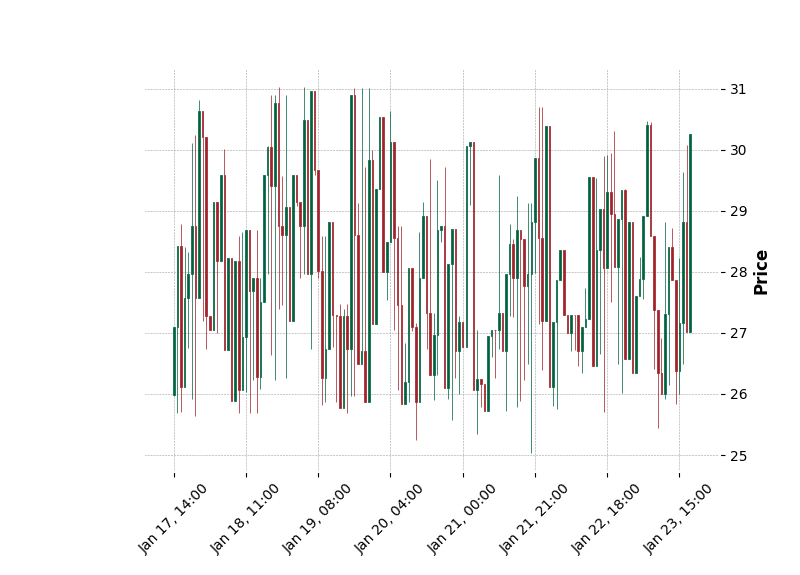 31
30
29
28
27
26
25
Price
Jan 17, 14:00
Jan 18, 11:00
Jan 19, 08:00
Jan 20, 04:00
Jan 21, 00:00
Jan 21, 21:00
Jan 22, 18:00
Jan 23, 15:00